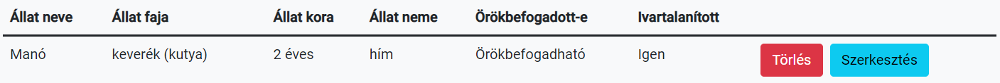 Állat neve Állat faja Állat kora Állat neme Örökbefogadott-e Ivartalanított
Manó keverék (kutya) 2 éves hím Örökbefogadható Igen Törlés Szerkesztés